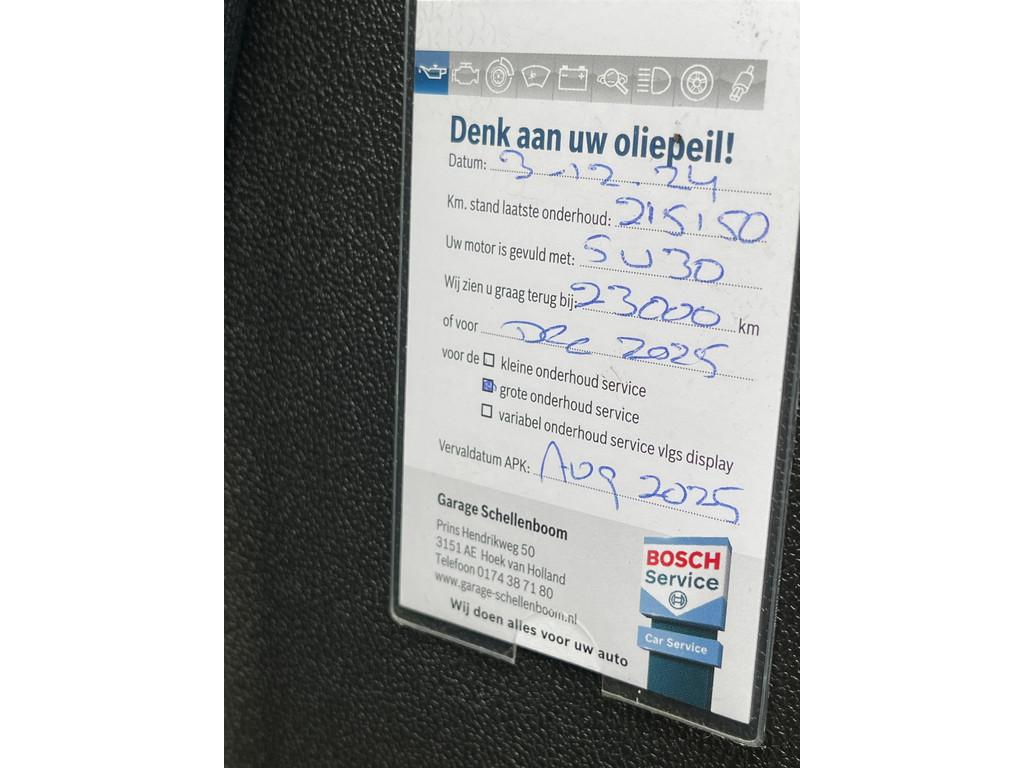 Denk aan uw oliepeil!
Datum: 3-12-24
Km. stand laatste onderhoud: 215150
Uw motor is gevuld met: 5W30
Wij zien u graag terug bij: 23000 km
of voor Dec 2025
voor de kleine onderhoud service
grote onderhoud service
variabel onderhoud service vlgs display
Vervaldatum APK: Aug 2025
Garage Schellenboom
Prins Hendrikweg 50
3151 AE Hoek van Holland
Telefoon 0174 38 71 80
www.garage-schellenboom.nl
Wij doen alles voor uw auto
BOSCH
Service
Car Service